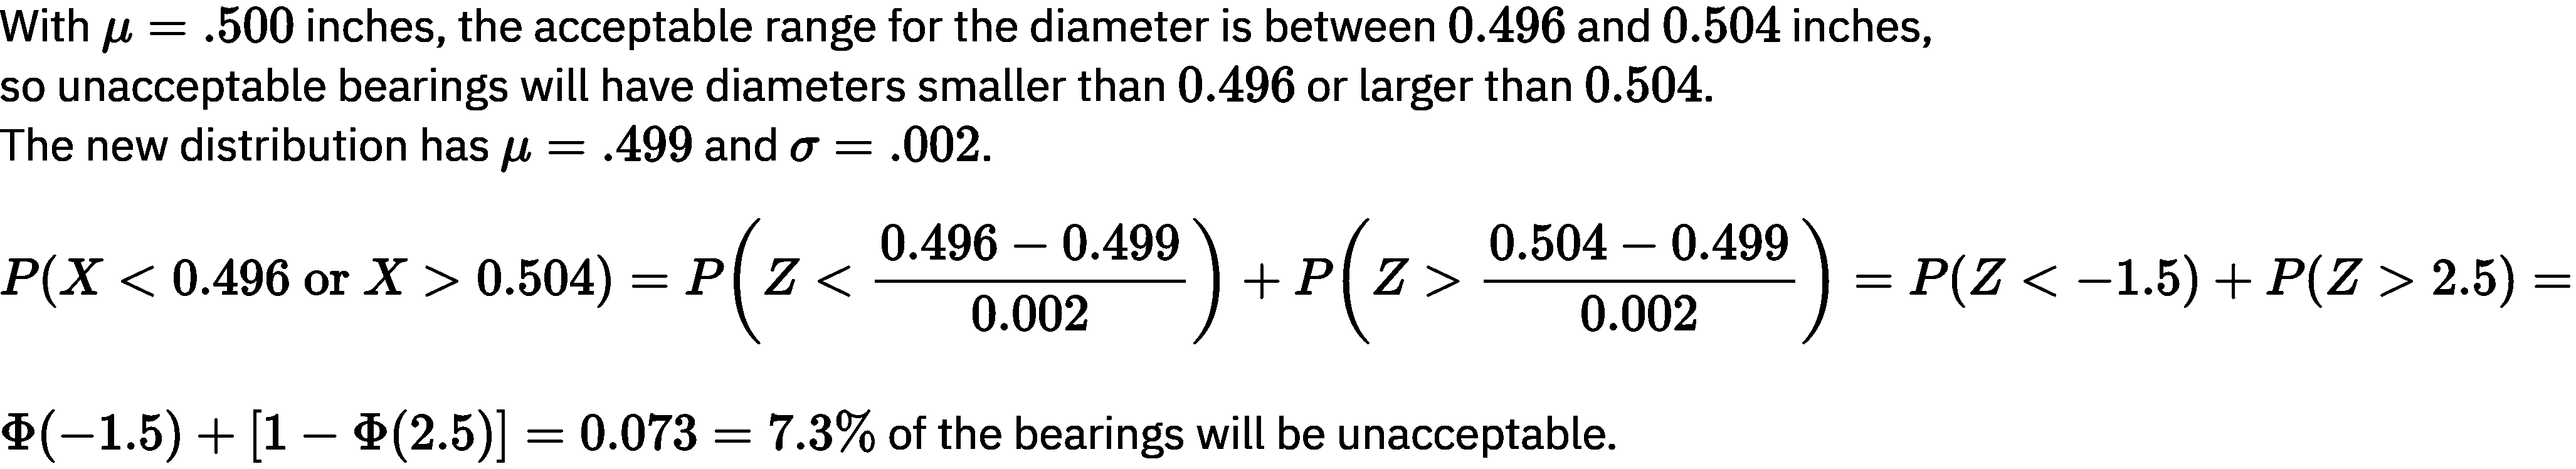 With μ = .500 inches, the acceptable range for the diameter is between 0.496 and 0.504 inches,
so unacceptable bearings will have diameters smaller than 0.496 or larger than 0.504.
The new distribution has μ = .499 and σ = .002.
P(X < 0.496 or X > 0.504) = P(Z < \frac{0.496 − 0.499}{0.002}) + P(Z > \frac{0.504 − 0.499}{0.002}) = P(Z < −1.5) + P(Z > 2.5) =
Φ(−1.5) + [1 − Φ(2.5)] = 0.073 = 7.3% of the bearings will be unacceptable.